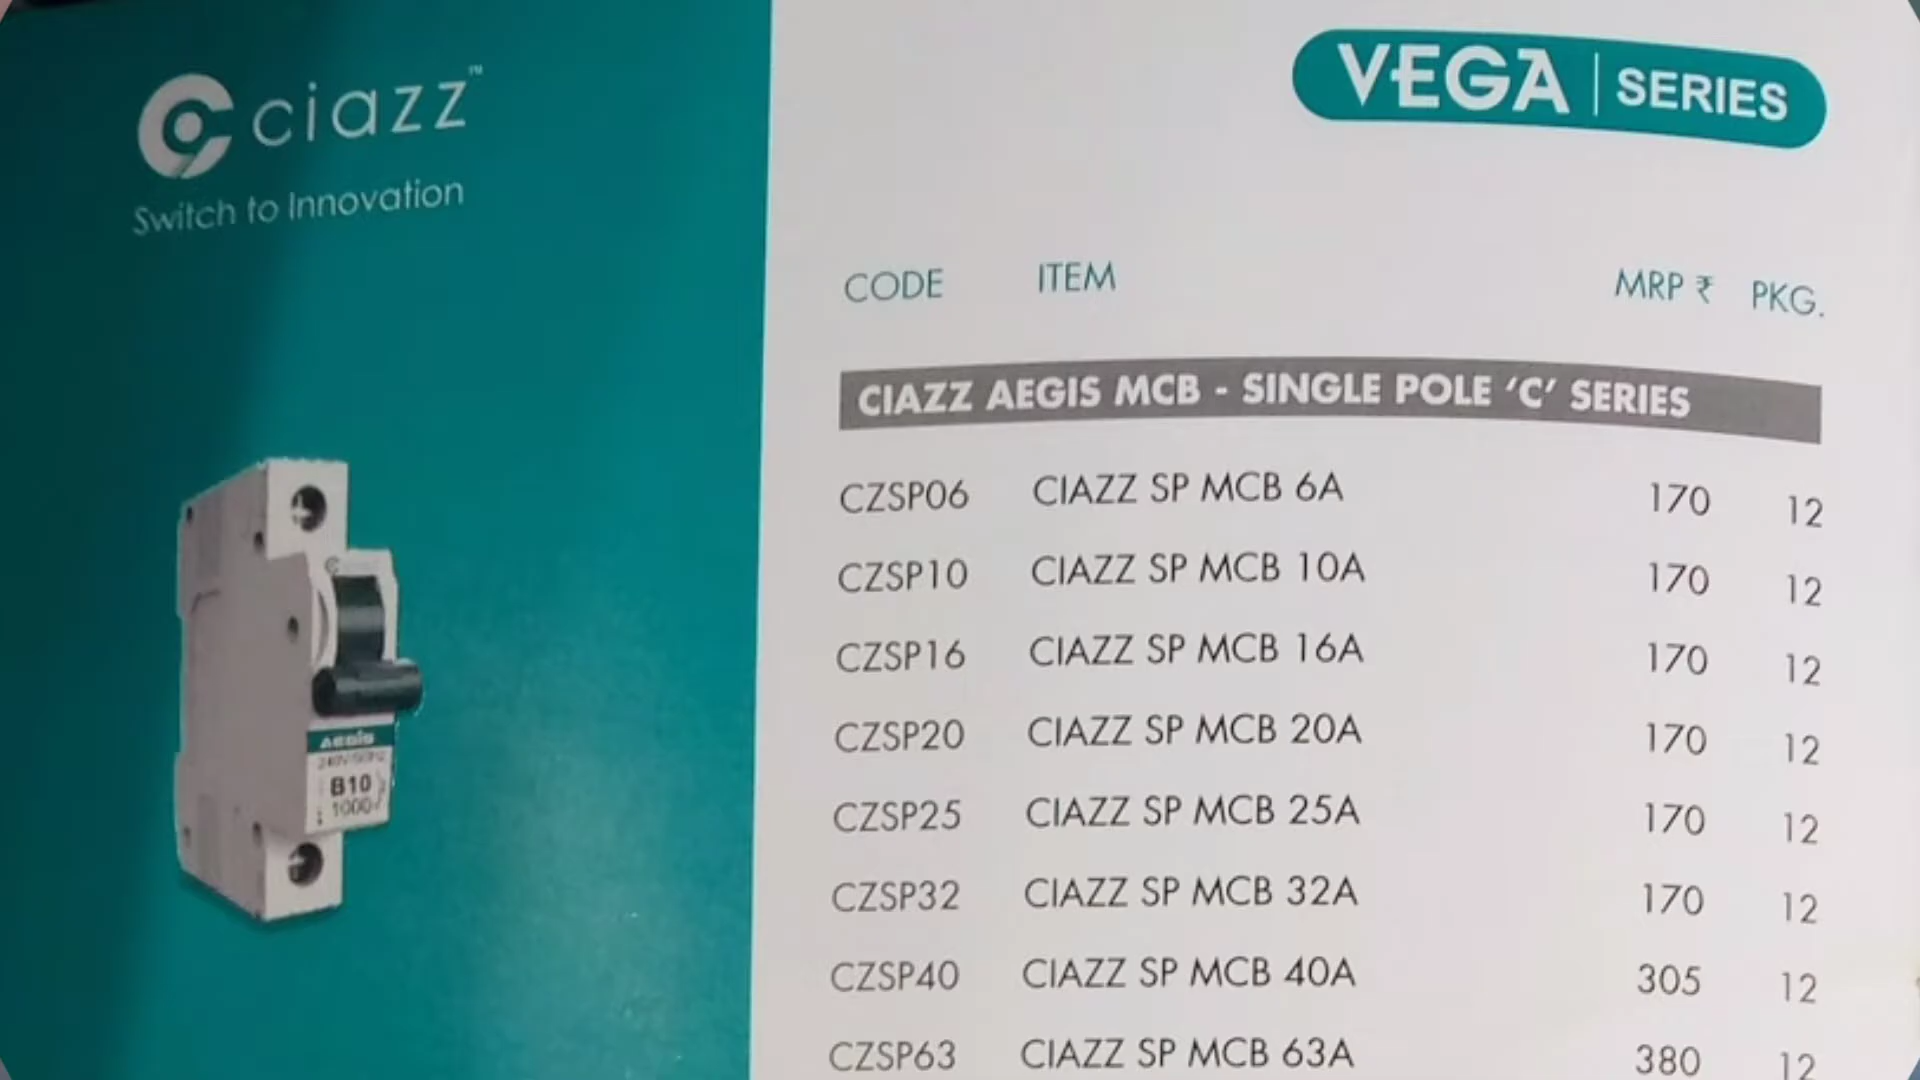 ciazz™
Switch to Innovation
VEGA | SERIES
CODE ITEM MRP ₹ PKG.
CIAZZ AEGIS MCB - SINGLE POLE 'C' SERIES
CZSP06 CIAZZ SP MCB 6A 170 12
CZSP10 CIAZZ SP MCB 10A 170 12
CZSP16 CIAZZ SP MCB 16A 170 12
CZSP20 CIAZZ SP MCB 20A 170 12
CZSP25 CIAZZ SP MCB 25A 170 12
CZSP32 CIAZZ SP MCB 32A 170 12
CZSP40 CIAZZ SP MCB 40A 305 12
CZSP63 CIAZZ SP MCB 63A 380 12
AEGIS
B10
1000